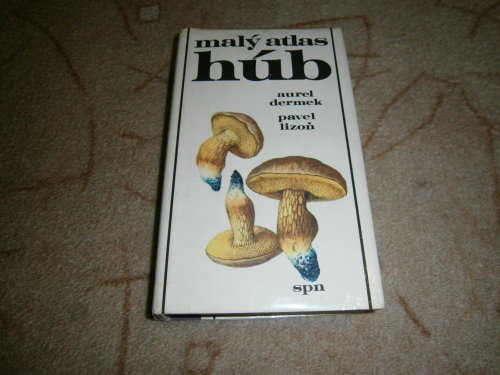 malý atlas
húb
aurel
dermek
pavel
lizoň
spn